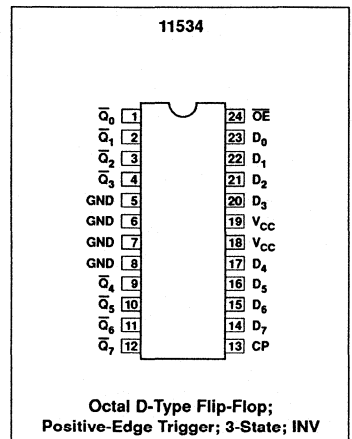 11534
Q̅0 1 24 O̅E̅
Q̅1 2 23 D0
Q̅2 3 22 D1
Q̅3 4 21 D2
GND 5 20 D3
GND 6 19 VCC
GND 7 18 VCC
GND 8 17 D4
Q̅4 9 16 D5
Q̅5 10 15 D6
Q̅6 11 14 D7
Q̅7 12 13 CP
Octal D-Type Flip-Flop;
Positive-Edge Trigger; 3-State; INV